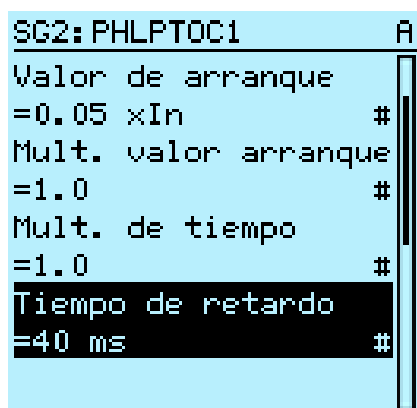 SG2: PHLPTOC1 A
Valor de arranque
=0.05 xIn #
Mult. valor arranque
=1.0 #
Mult. de tiempo
=1.0 #
Tiempo de retardo
=40 ms #